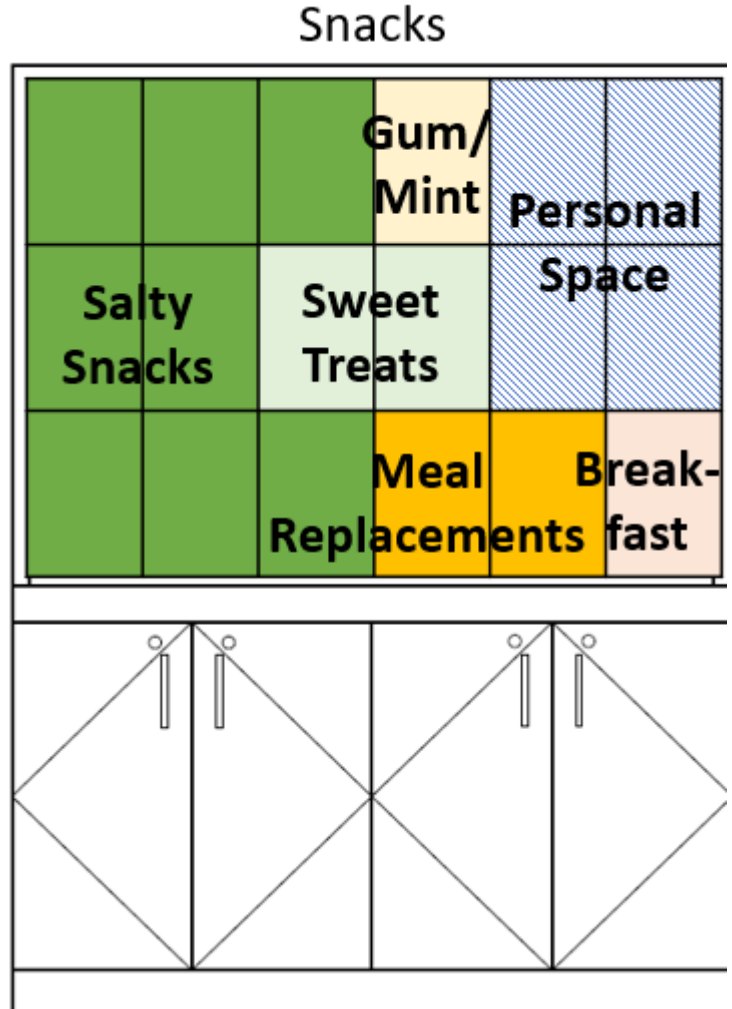 Snacks
Gum/
Mint
Personal
Space
Salty
Snacks
Sweet
Treats
Meal
Replacements
Break-
fast